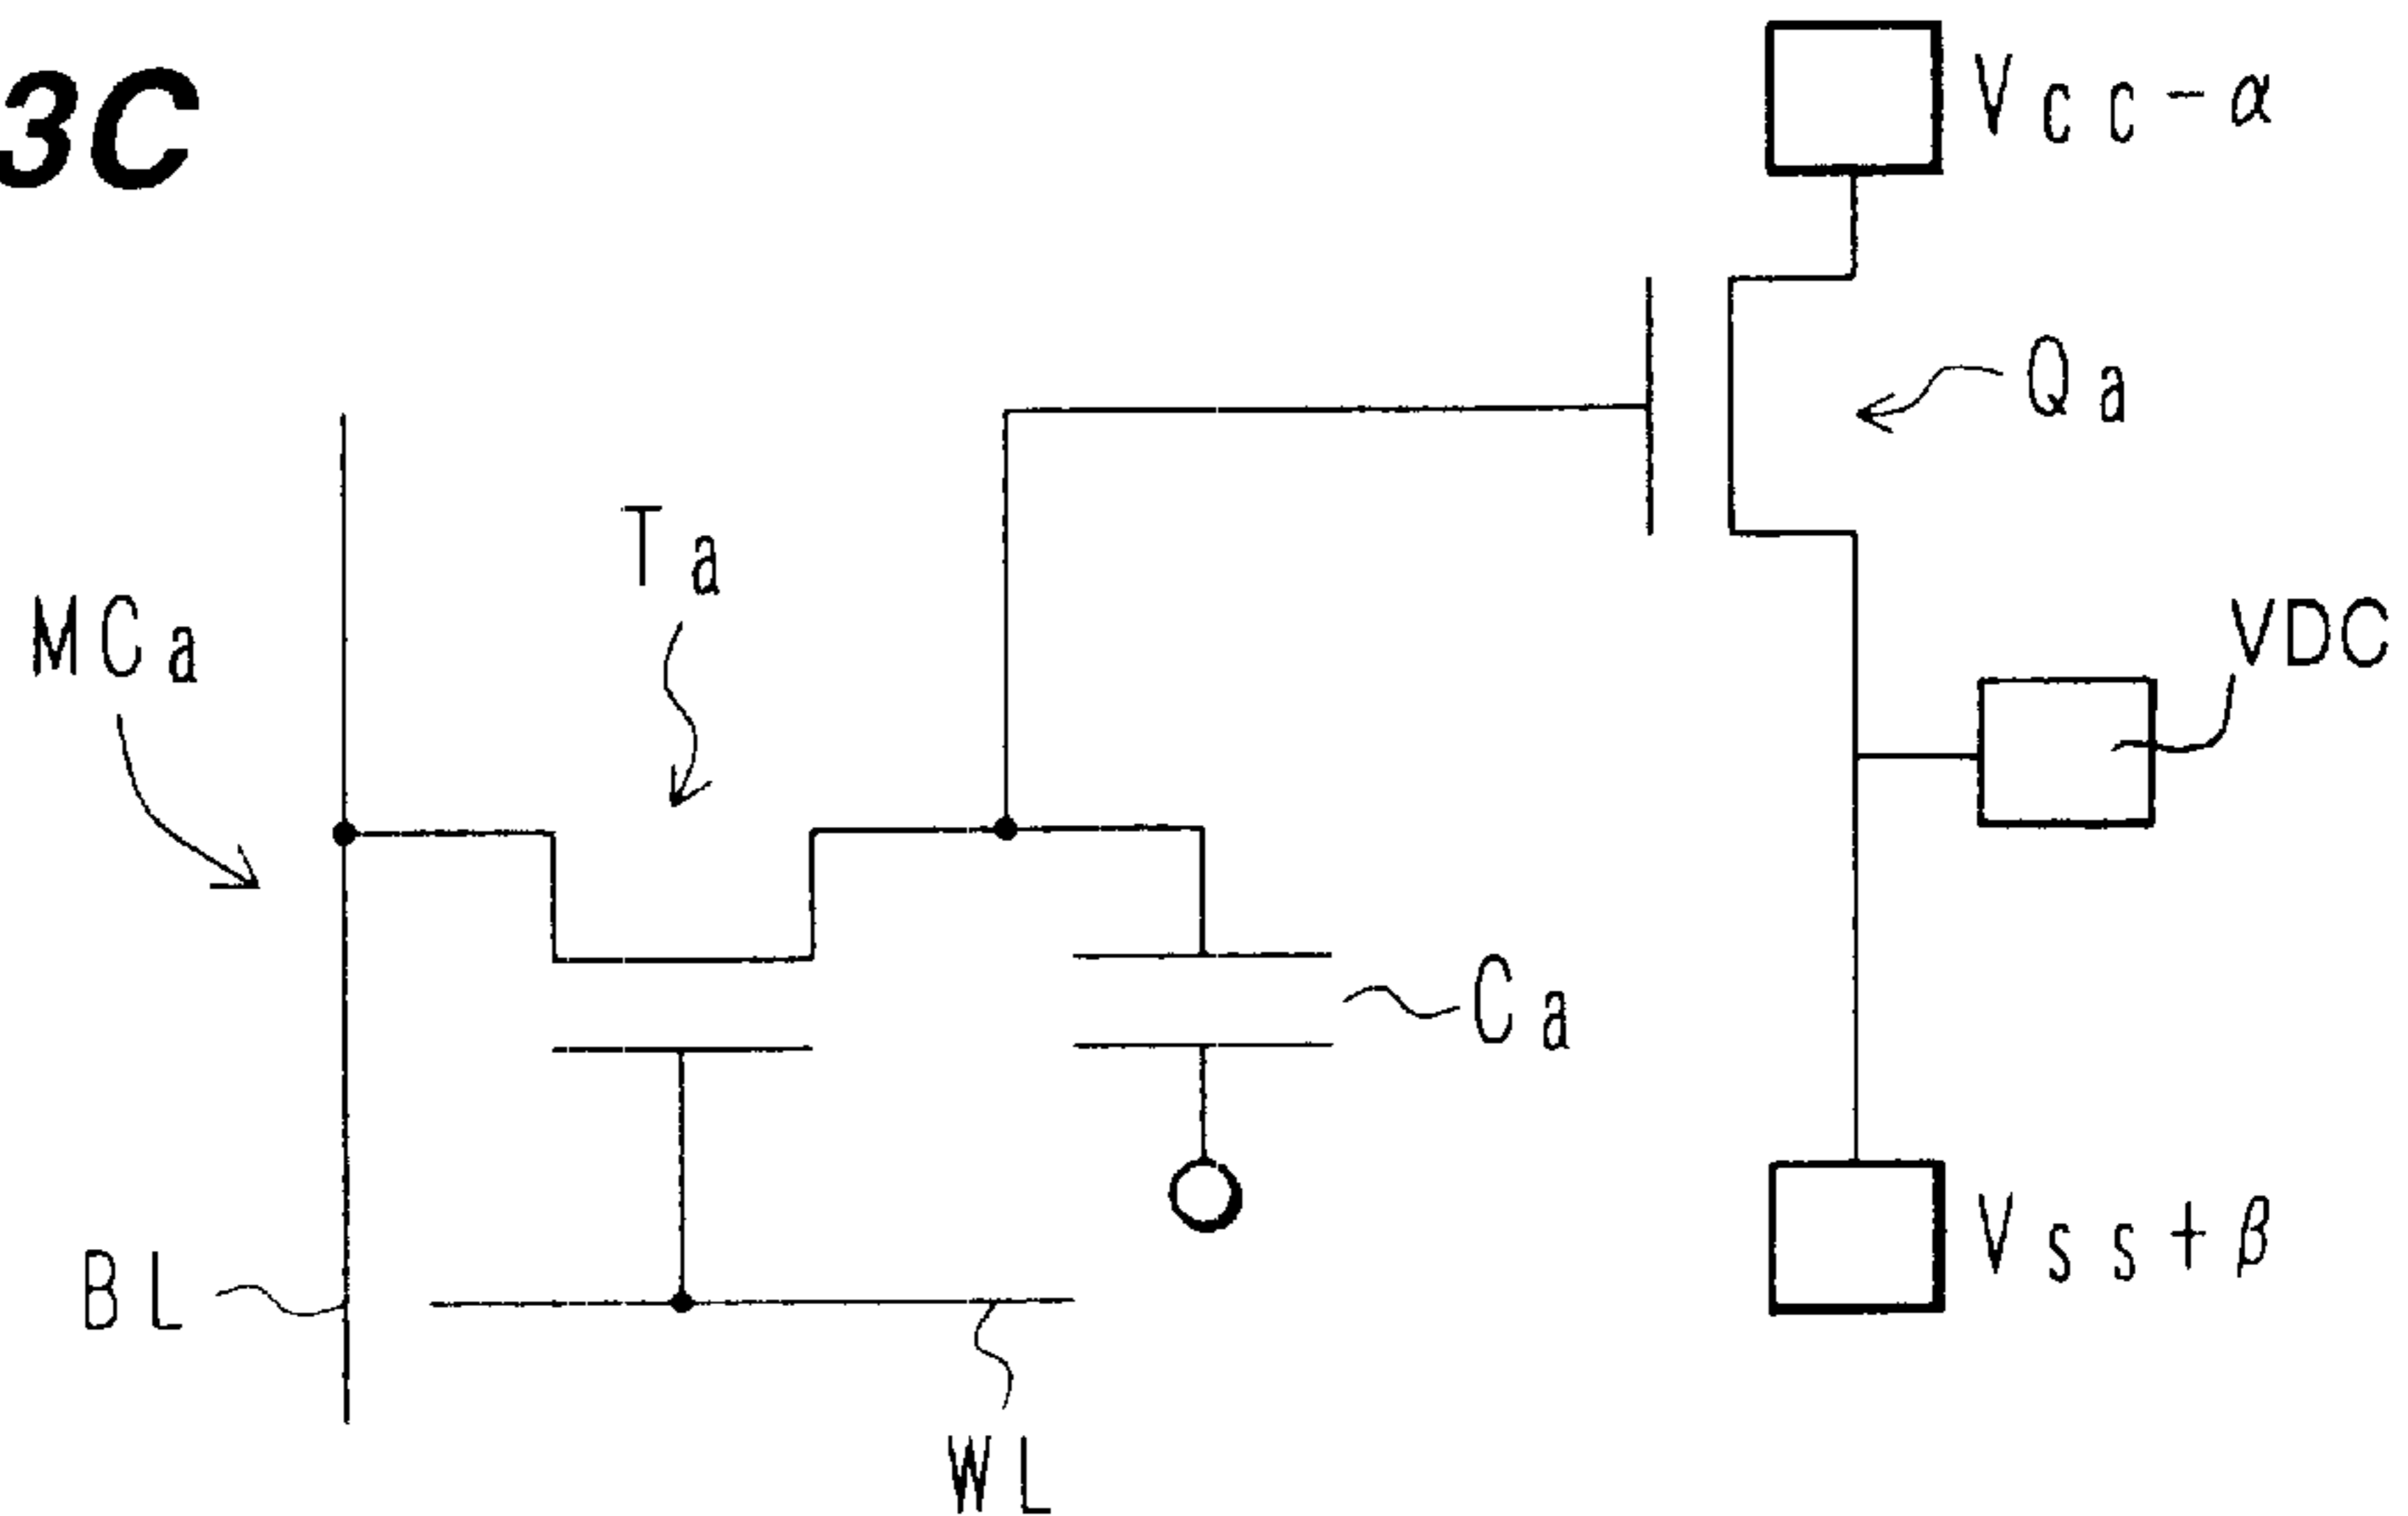 3C
Vcc-α
Qa
Ta
MCa
VDC
Ca
Vss+β
BL
WL